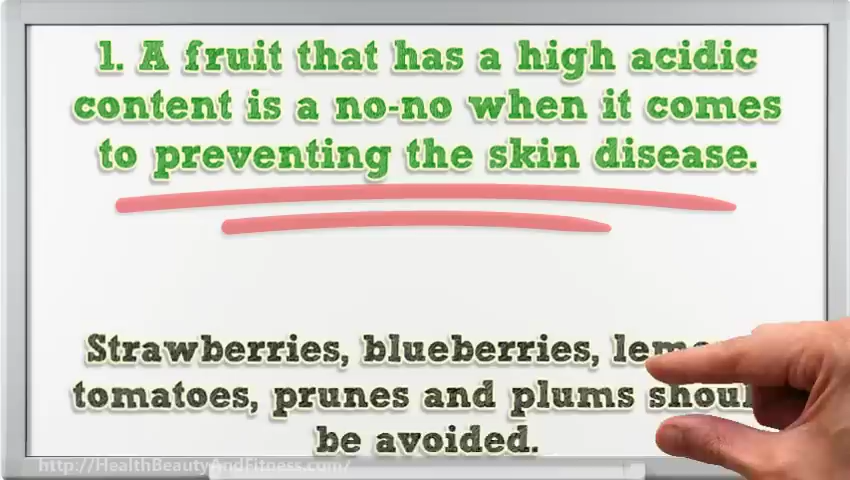 1. A fruit that has a high acidic
content is a no-no when it comes
to preventing the skin disease.
Strawberries, blueberries,
tomatoes, prunes and plums
be avoided.
http://HealthBeautyAndFitness.com/